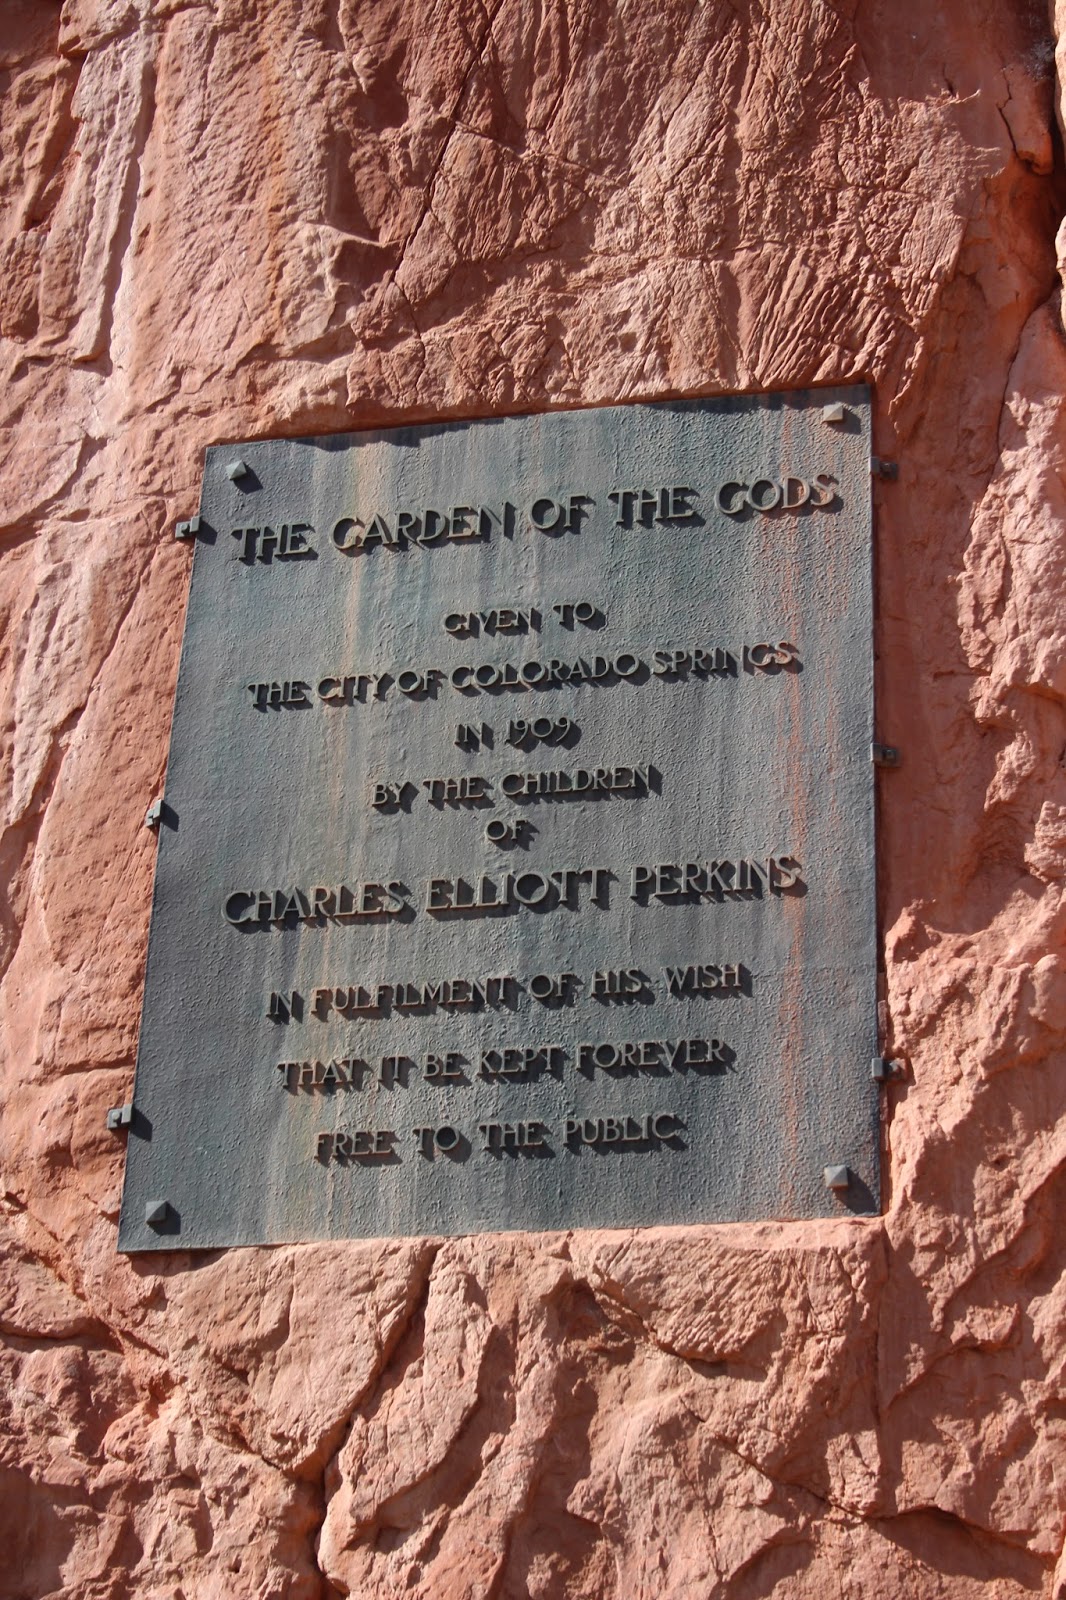 THE GARDEN OF THE GODS
GIVEN TO
THE CITY OF COLORADO SPRINGS
IN 1909
BY THE CHILDREN
OF
CHARLES ELLIOTT PERKINS
IN FULFILMENT OF HIS WISH
THAT IT BE KEPT FOREVER
FREE TO THE PUBLIC